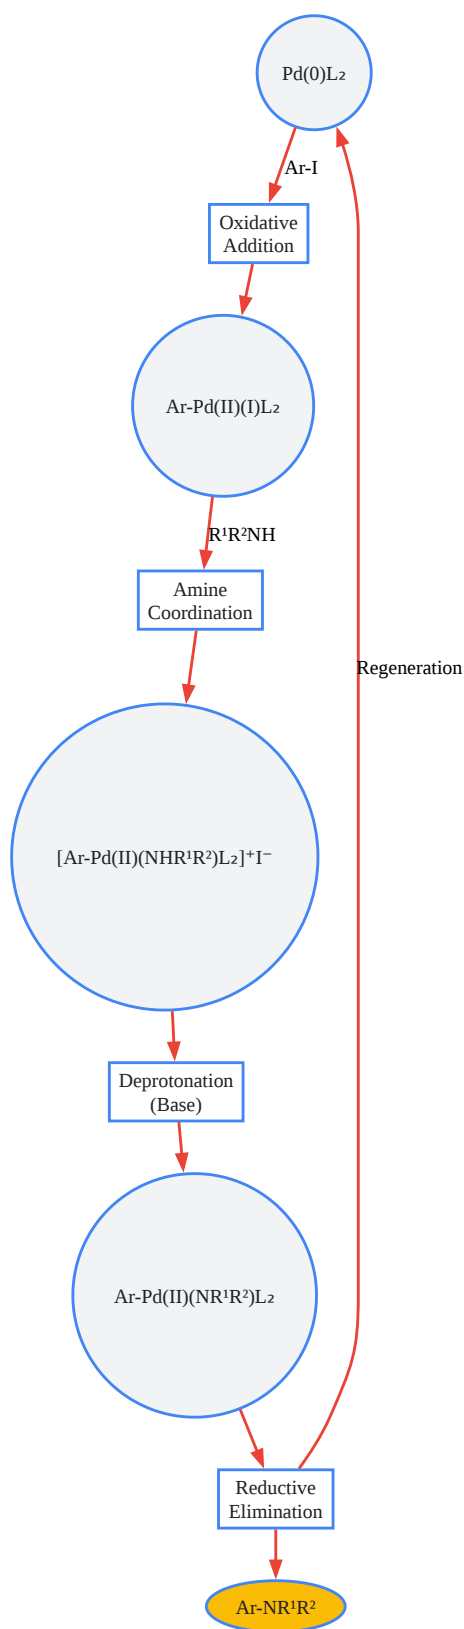 Pd(0)L₂
Ar-I
Oxidative
Addition
Ar-Pd(II)(I)L₂
R¹R²NH
Amine
Coordination
Regeneration
[Ar-Pd(II)(NHR¹R²)L₂]⁺I⁻
Deprotonation
(Base)
Ar-Pd(II)(NR¹R²)L₂
Reductive
Elimination
Ar-NR¹R²